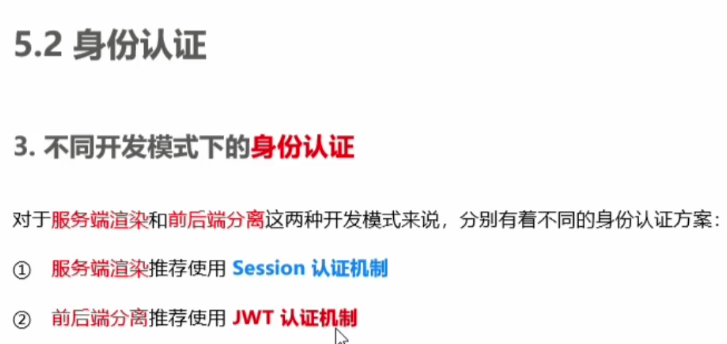 5.2 身份认证
3. 不同开发模式下的身份认证
对于服务端渲染和前后端分离这两种开发模式来说，分别有着不同的身份认证方案：
① 服务端渲染推荐使用 Session 认证机制
② 前后端分离推荐使用 JWT 认证机制